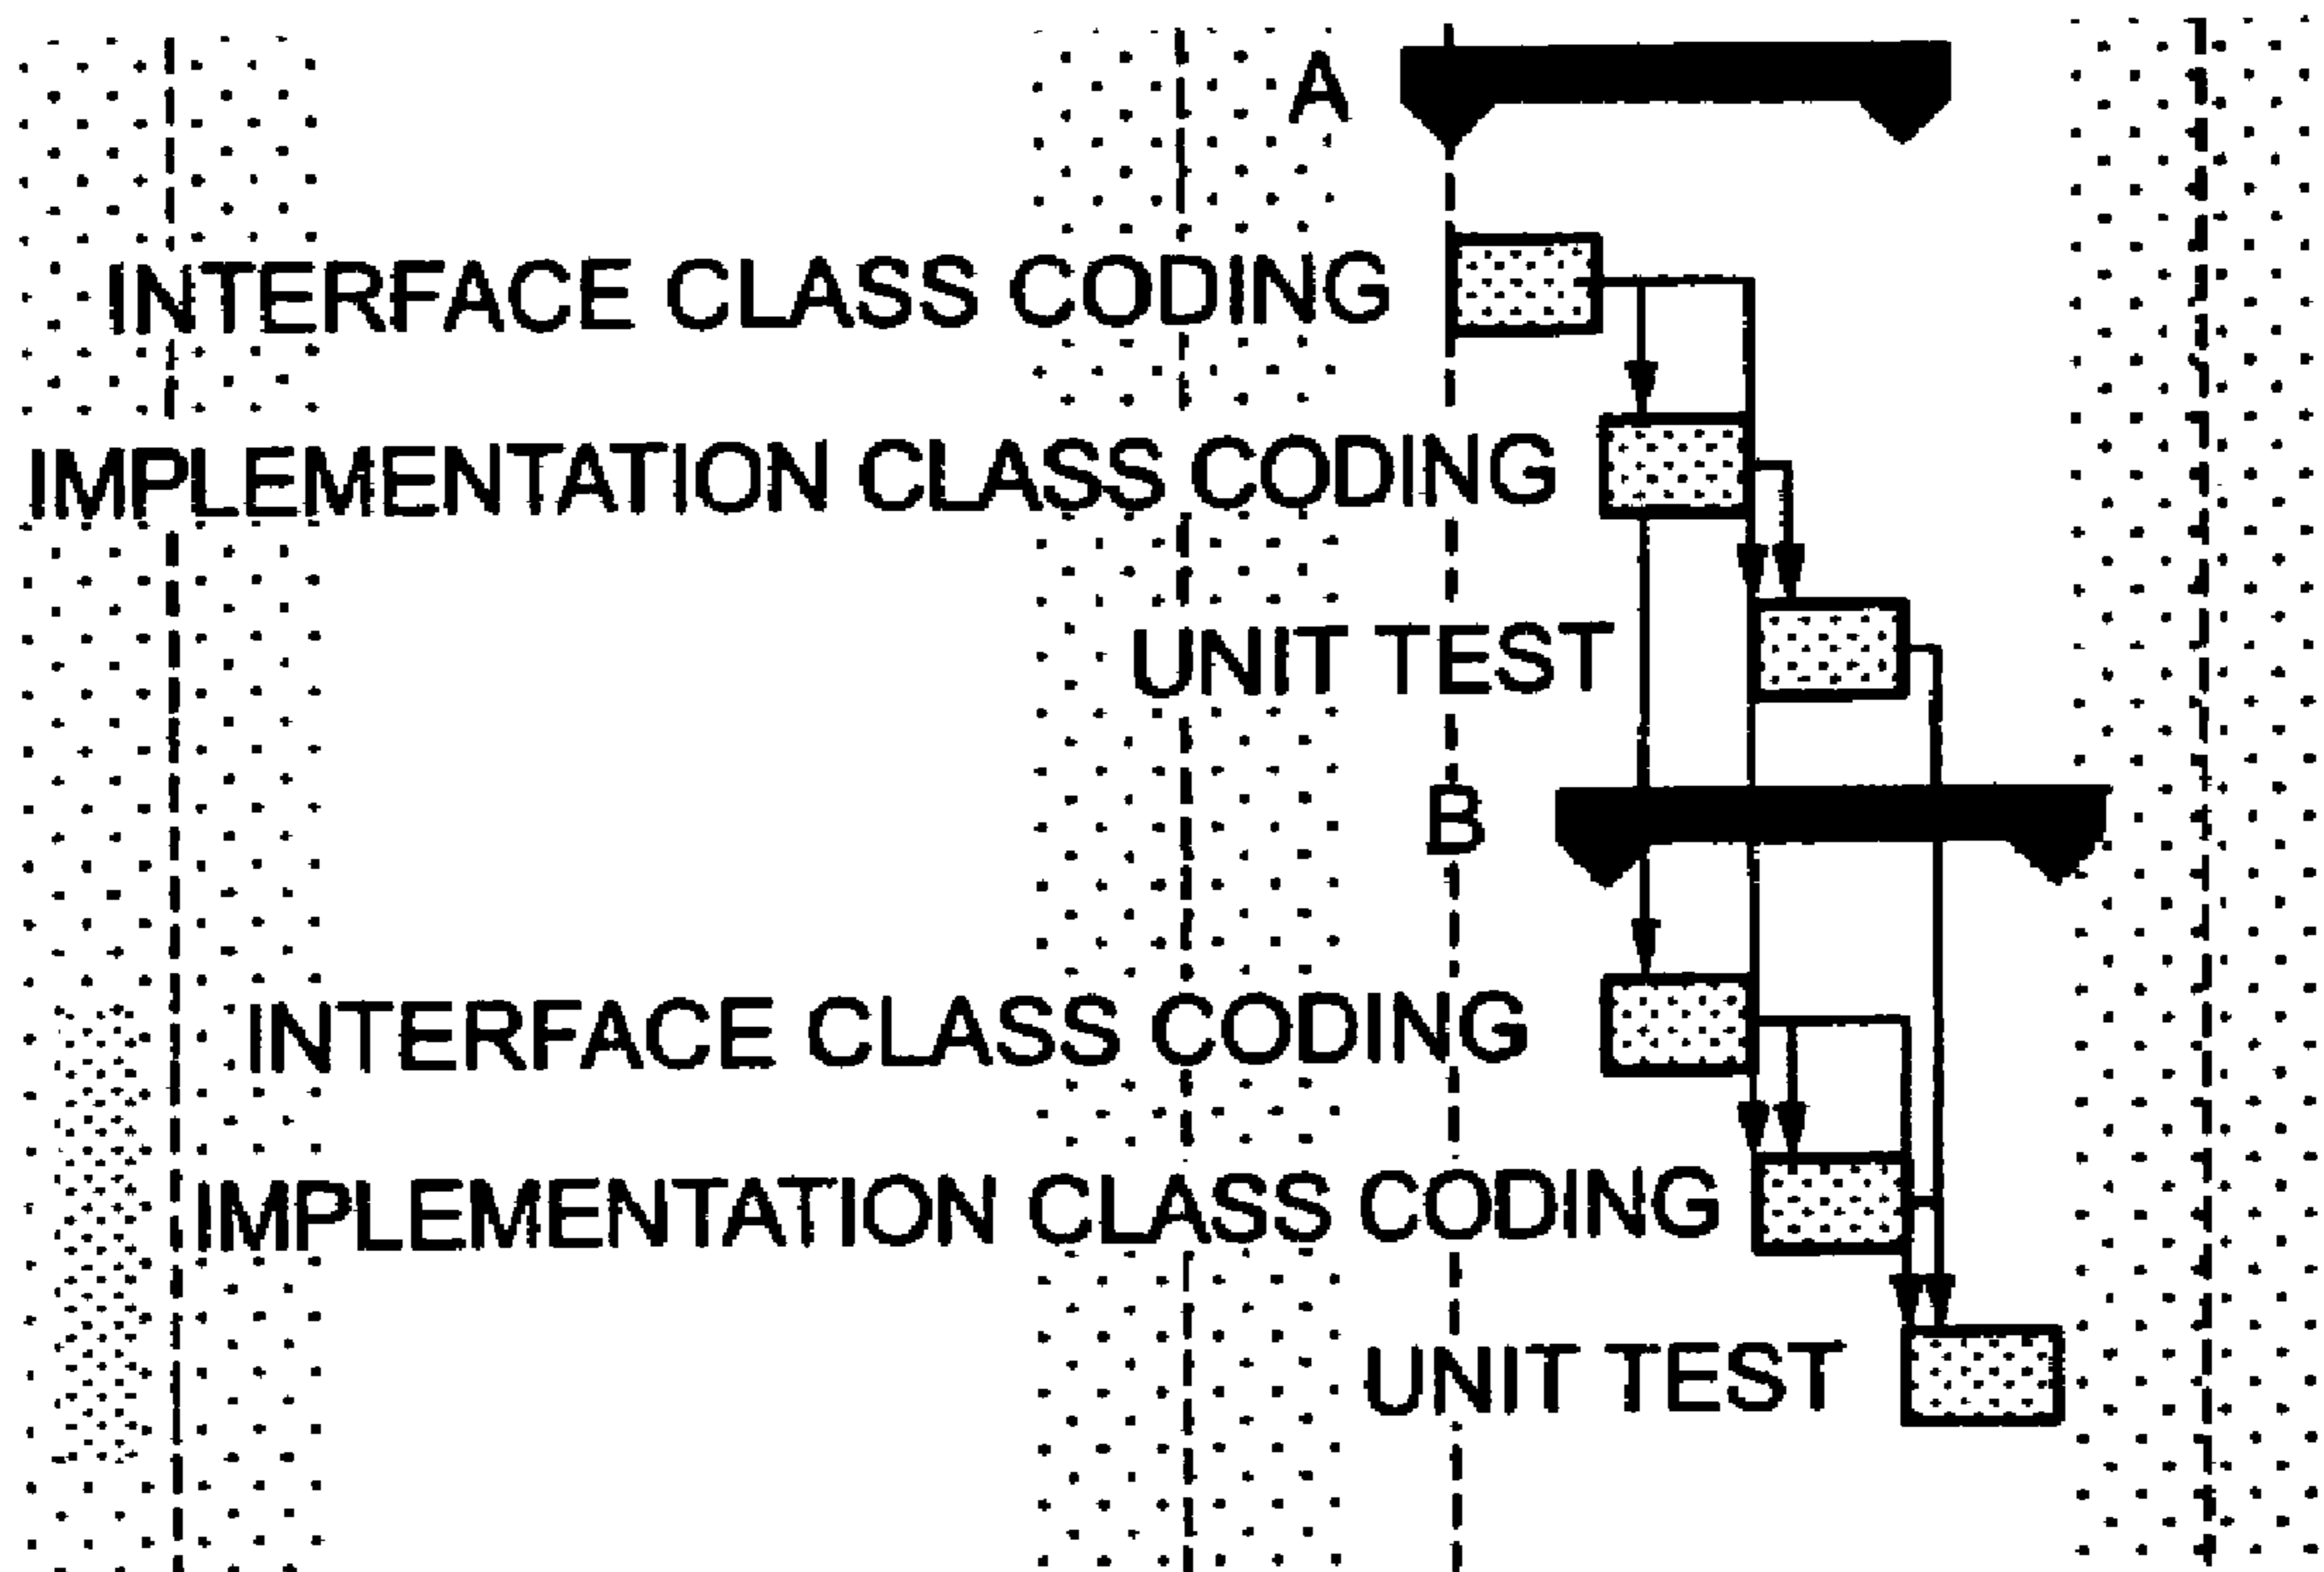 A
INTERFACE CLASS CODING
IMPLEMENTATION CLASS CODING
UNIT TEST
B
INTERFACE CLASS CODING
IMPLEMENTATION CLASS CODING
UNIT TEST